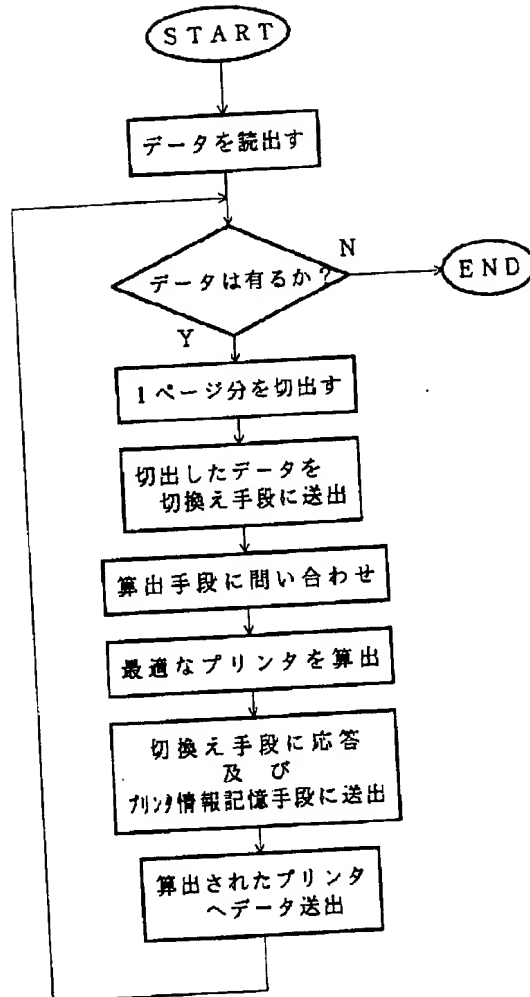 START
データを読出す
データは有るか?
N
END
Y
1ページ分を切出す
切出したデータを
切換え手段に送出
算出手段に問い合わせ
最適なプリンタを算出
切換え手段に応答
及び
プリンタ情報記憶手段に送出
算出されたプリンタ
へデータ送出